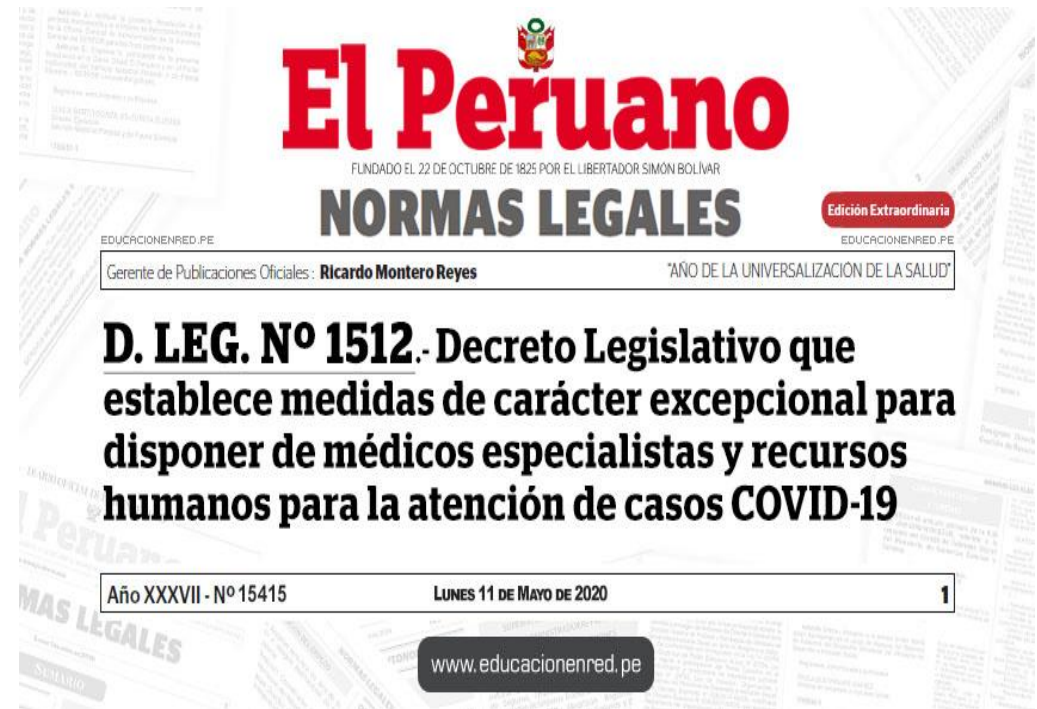 El Peruano
FUNDADO EL 22 DE OCTUBRE DE 1825 POR EL LIBERTADOR SIMÓN BOLÍVAR
NORMAS LEGALES
Edición Extraordinaria
EDUCACIONENRED.PE
EDUCACIONENRED.PE
Gerente de Publicaciones Oficiales : Ricardo Montero Reyes
"AÑO DE LA UNIVERSALIZACIÓN DE LA SALUD"
D. LEG. Nº 1512.- Decreto Legislativo que
establece medidas de carácter excepcional para
disponer de médicos especialistas y recursos
humanos para la atención de casos COVID-19
Año XXXVII - Nº 15415
LUNES 11 DE MAYO DE 2020
1
MAS LEGALES
SUMARIO
www.educacionenred.pe